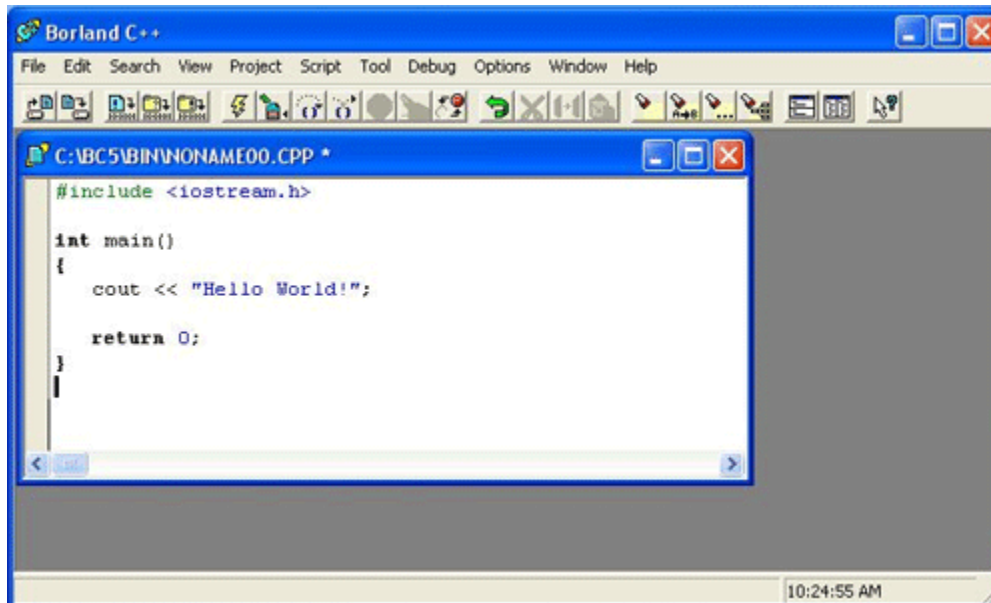 Borland C++
File Edit Search View Project Script Tool Debug Options Window Help
C:\BC5\BIN\NONAME00.CPP *
#include <iostream.h>
int main()
{
cout << "Hello World!";
return 0;
}
10:24:55 AM